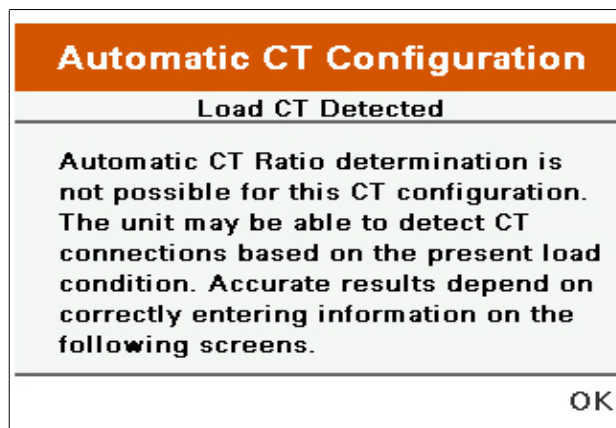 Automatic CT Configuration
Load CT Detected
Automatic CT Ratio determination is
not possible for this CT configuration.
The unit may be able to detect CT
connections based on the present load
condition. Accurate results depend on
correctly entering information on the
following screens.
OK